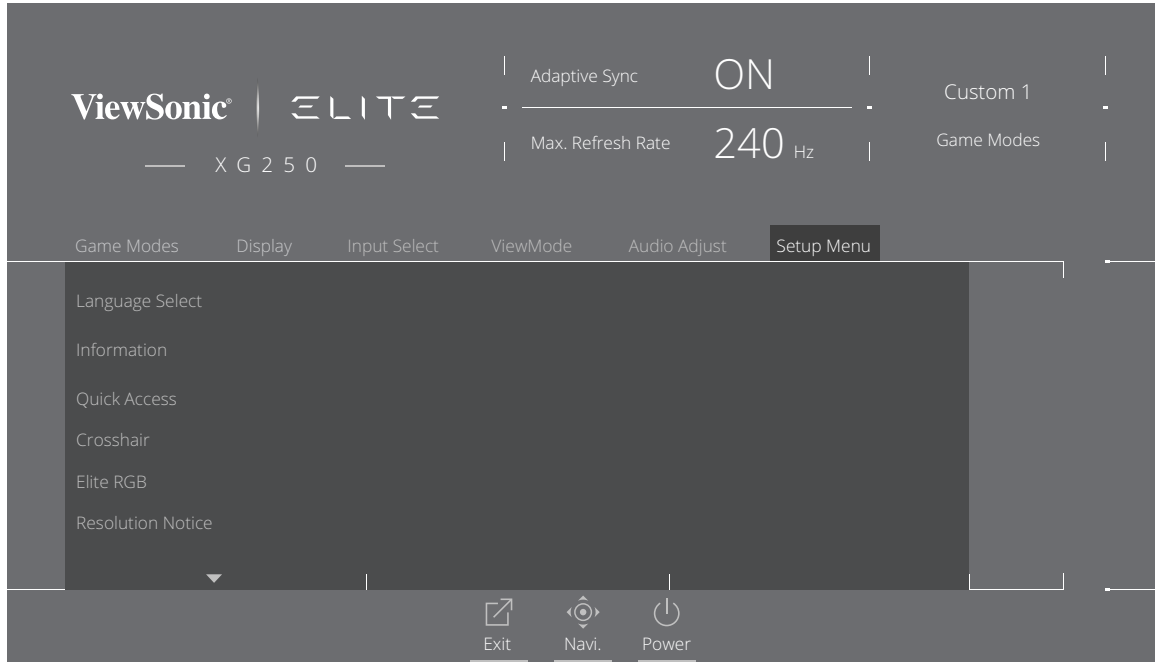 ViewSonic® ELITE
XG250
Adaptive Sync ON
Max. Refresh Rate 240 Hz
Custom 1
Game Modes
Game Modes Display Input Select ViewMode Audio Adjust Setup Menu
Language Select
Information
Quick Access
Crosshair
Elite RGB
Resolution Notice
Exit Navi. Power